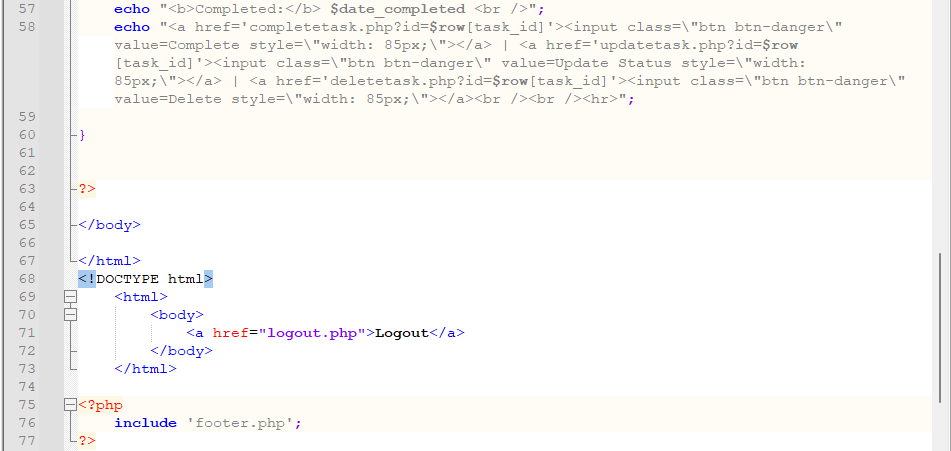 57 echo "<b>Completed:</b> $date_completed <br />";
58 echo "<a href='completetask.php?id=$row[task_id]'><input class=\"btn btn-danger\"
value=Complete style=\"width: 85px;\"></a> | <a href='updatetask.php?id=$row
[task_id]'><input class=\"btn btn-danger\" value=Update Status style=\"width:
85px;\"></a> | <a href='deletetask.php?id=$row[task_id]'><input class=\"btn btn-danger\"
value=Delete style=\"width: 85px;\"></a><br /><br /><hr>";
59
60 }
61
62
63 ?>
64
65 </body>
66
67 </html>
68 <!DOCTYPE html>
69 <html>
70 <body>
71 <a href="logout.php">Logout</a>
72 </body>
73 </html>
74
75 <?php
76 include 'footer.php';
77 ?>